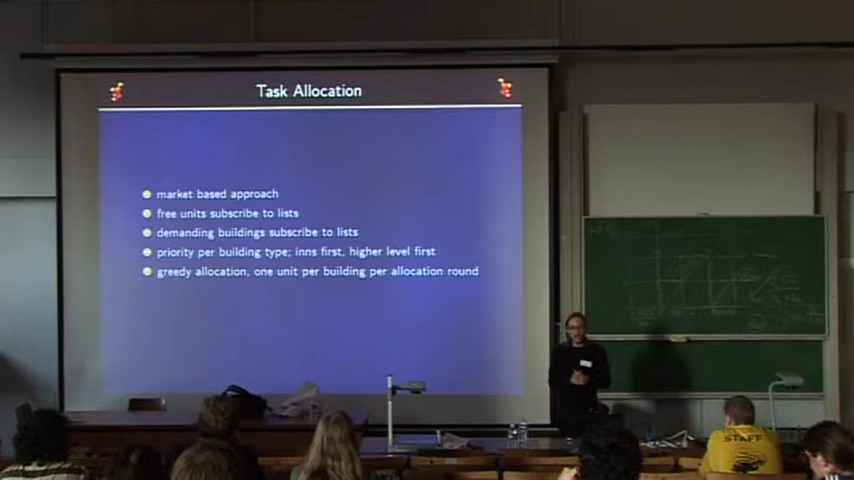 Task Allocation
market based approach
free units subscribe to lists
demanding buildings subscribe to lists
priority per building type; inns first, higher level first
greedy allocation, one unit per building per allocation round
STAFF